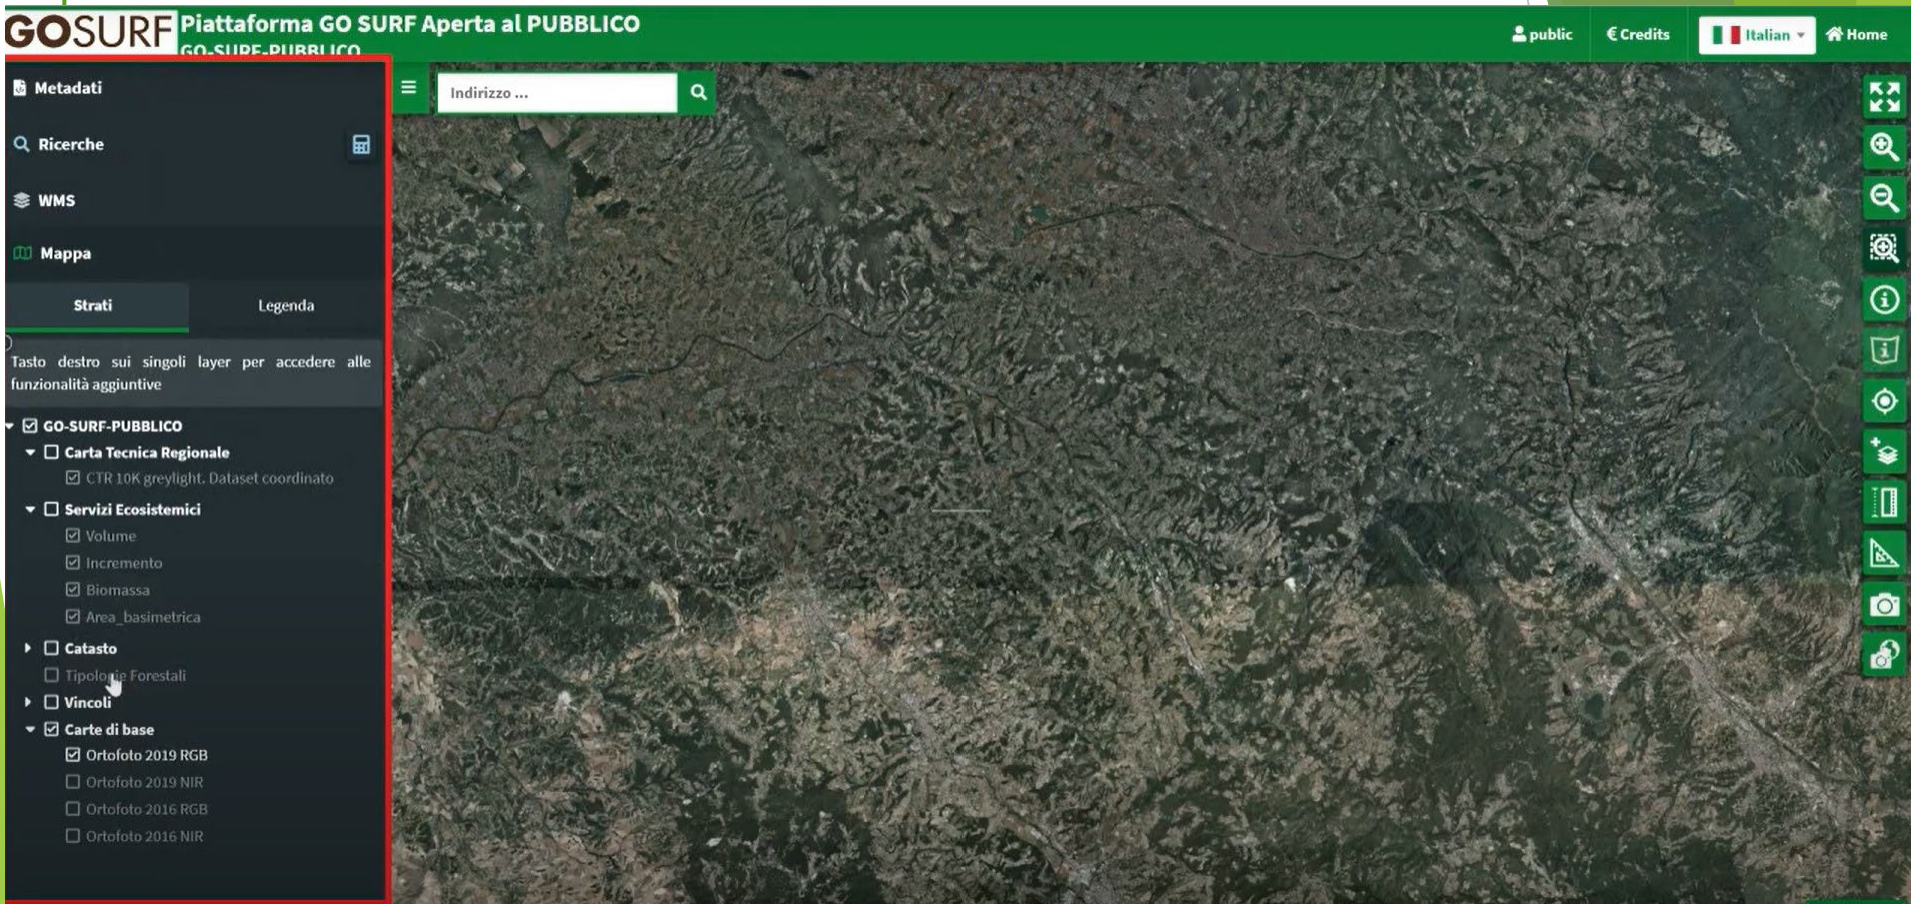 GOSURF
Piattaforma GO SURF Aperta al PUBBLICO
GO-SURF-PUBBLICO
public
€ Credits
Italian
Home
Metadati
Indirizzo ...
Ricerche
WMS
Mappa
Strati
Legenda
Tasto destro sui singoli layer per accedere alle
funzionalità aggiuntive
GO-SURF-PUBBLICO
Carta Tecnica Regionale
CTR 10K greylight. Dataset coordinato
Servizi Ecosistemici
Volume
Incremento
Biomassa
Area_basimetrica
Catasto
Tipologie Forestali
Vincoli
Carte di base
Ortofoto 2019 RGB
Ortofoto 2019 NIR
Ortofoto 2016 RGB
Ortofoto 2016 NIR